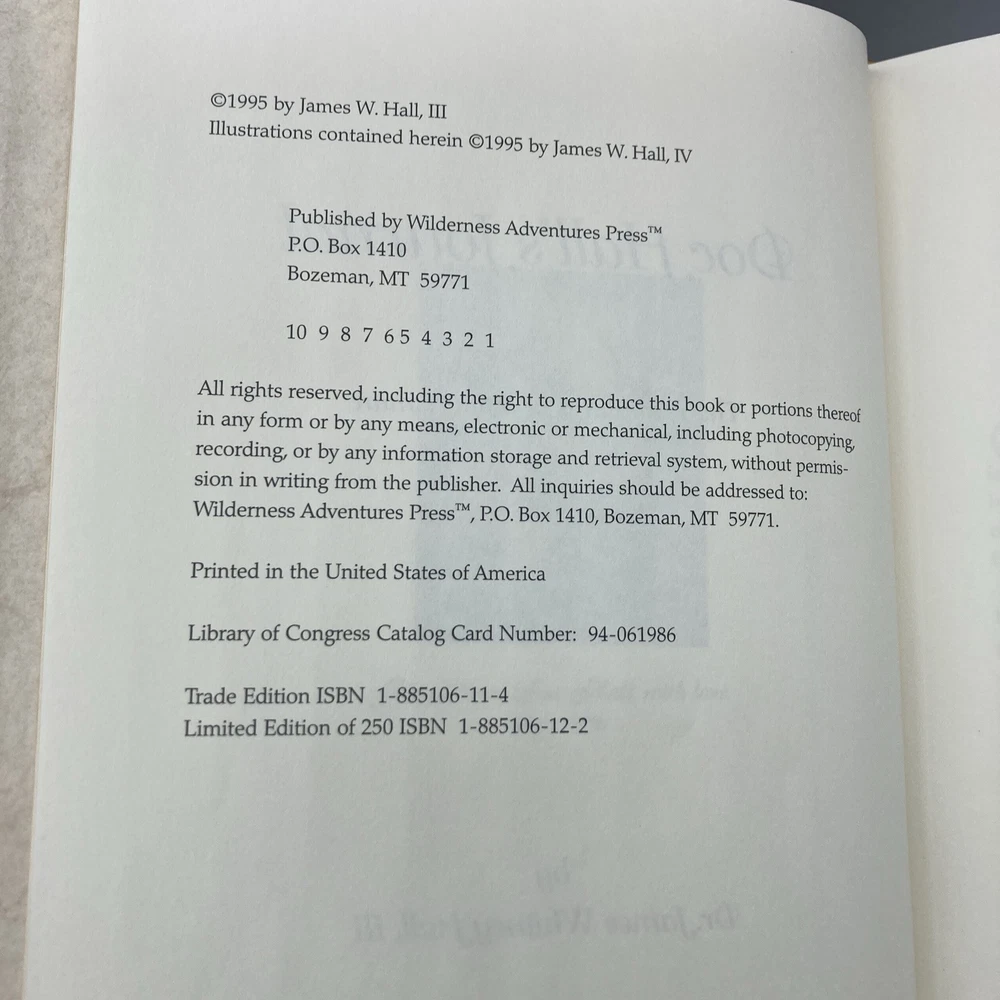 ©1995 by James W. Hall, III
Illustrations contained herein ©1995 by James W. Hall, IV
Published by Wilderness Adventures Press™
P.O. Box 1410
Bozeman, MT 59771
10 9 8 7 6 5 4 3 2 1
All rights reserved, including the right to reproduce this book or portions thereof
in any form or by any means, electronic or mechanical, including photocopying,
recording, or by any information storage and retrieval system, without permis-
sion in writing from the publisher. All inquiries should be addressed to:
Wilderness Adventures Press™, P.O. Box 1410, Bozeman, MT 59771.
Printed in the United States of America
Library of Congress Catalog Card Number: 94-061986
Trade Edition ISBN 1-885106-11-4
Limited Edition of 250 ISBN 1-885106-12-2